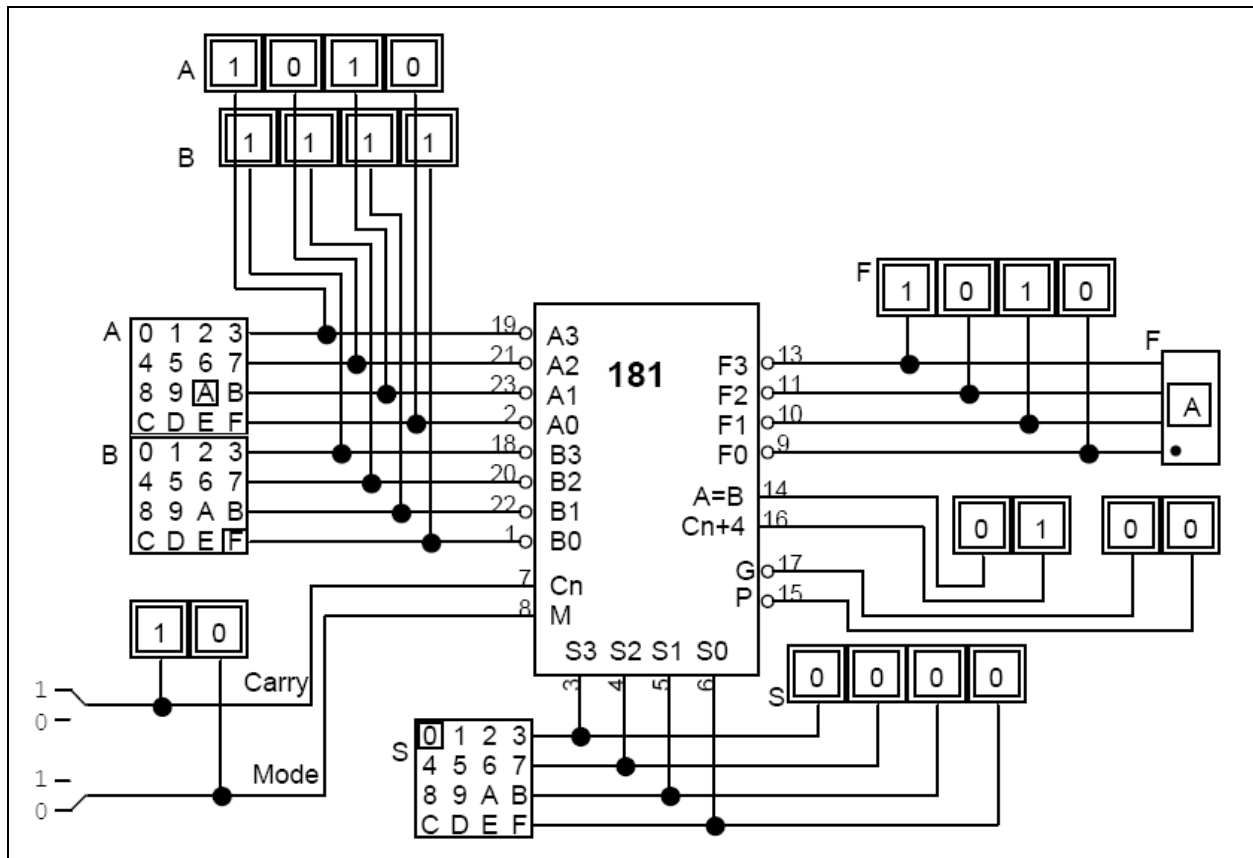 A 1 0 1 0
B 1 1 1 1
F 1 0 1 0
A 0 1 2 3
4 5 6 7
8 9 A B
C D E F
B 0 1 2 3
4 5 6 7
8 9 A B
C D E F
181
19 A3
21 A2
23 A1
2 A0
18 B3
20 B2
22 B1
1 B0
7 Cn
8 M
F3 13
F2 11
F1 10
F0 9
A=B 14
Cn+4 16
G 17
P 15
F
A
0 1
0 0
S3 S2 S1 S0
3 4 5 6
1 0
Carry
1
0
Mode
1
0
S 0 0 0 0
S 0 1 2 3
4 5 6 7
8 9 A B
C D E F